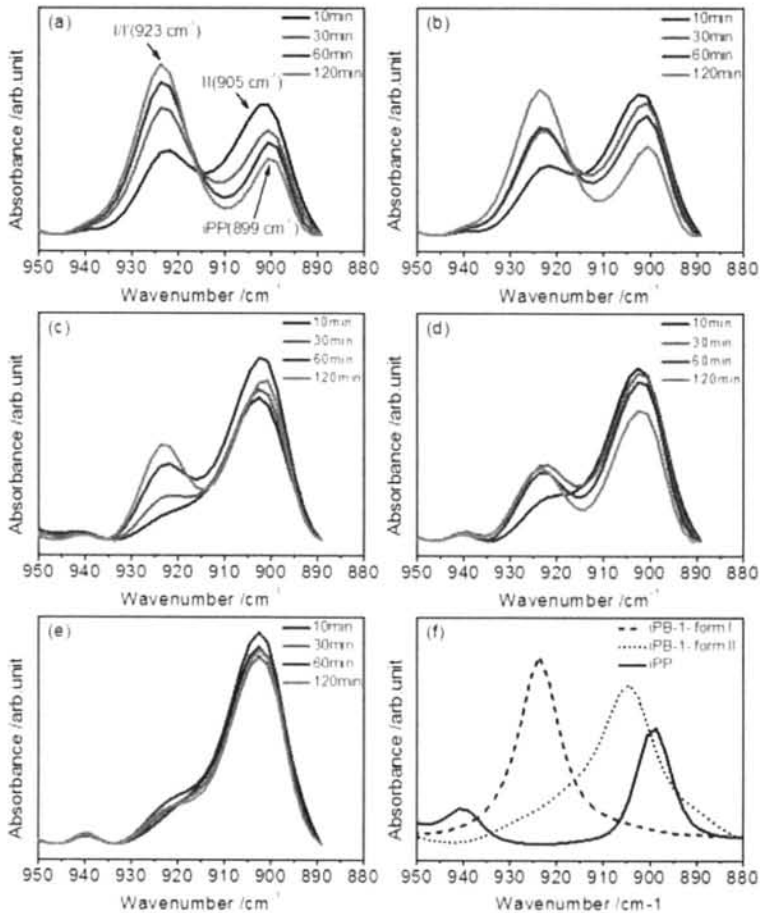 (a)
I/I'(923 cm⁻¹)
II(905 cm⁻¹)
iPP(899 cm⁻¹)
10min
30min
60min
120min
Absorbance /arb.unit
950 940 930 920 910 900 890 880
Wavenumber /cm⁻¹
(b)
10min
30min
60min
120min
Absorbance /arb.unit
950 940 930 920 910 900 890 880
Wavenumber /cm⁻¹
(c)
10min
30min
60min
120min
Absorbance /arb.unit
950 940 930 920 910 900 890 880
Wavenumber /cm⁻¹
(d)
10min
30min
60min
120min
Absorbance /arb.unit
950 940 930 920 910 900 890 880
Wavenumber /cm⁻¹
(e)
10min
30min
60min
120min
Absorbance /arb.unit
950 940 930 920 910 900 890 880
Wavenumber /cm⁻¹
(f)
iPB-1-form I
iPB-1-form II
iPP
Absorbance /arb.unit
950 940 930 920 910 900 890 880
Wavenumber/cm-1